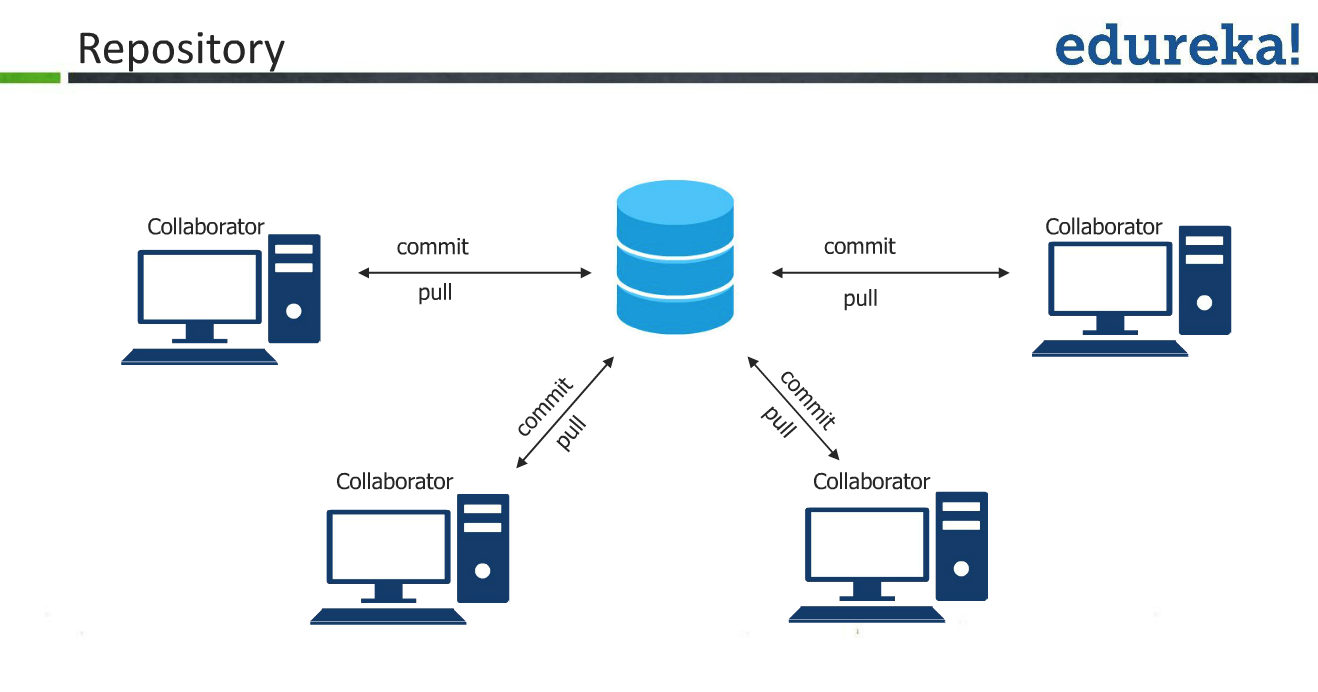 Repository
edureka!
Collaborator
commit
pull
commit
pull
Collaborator
commit
pull
commit
pull
Collaborator
Collaborator